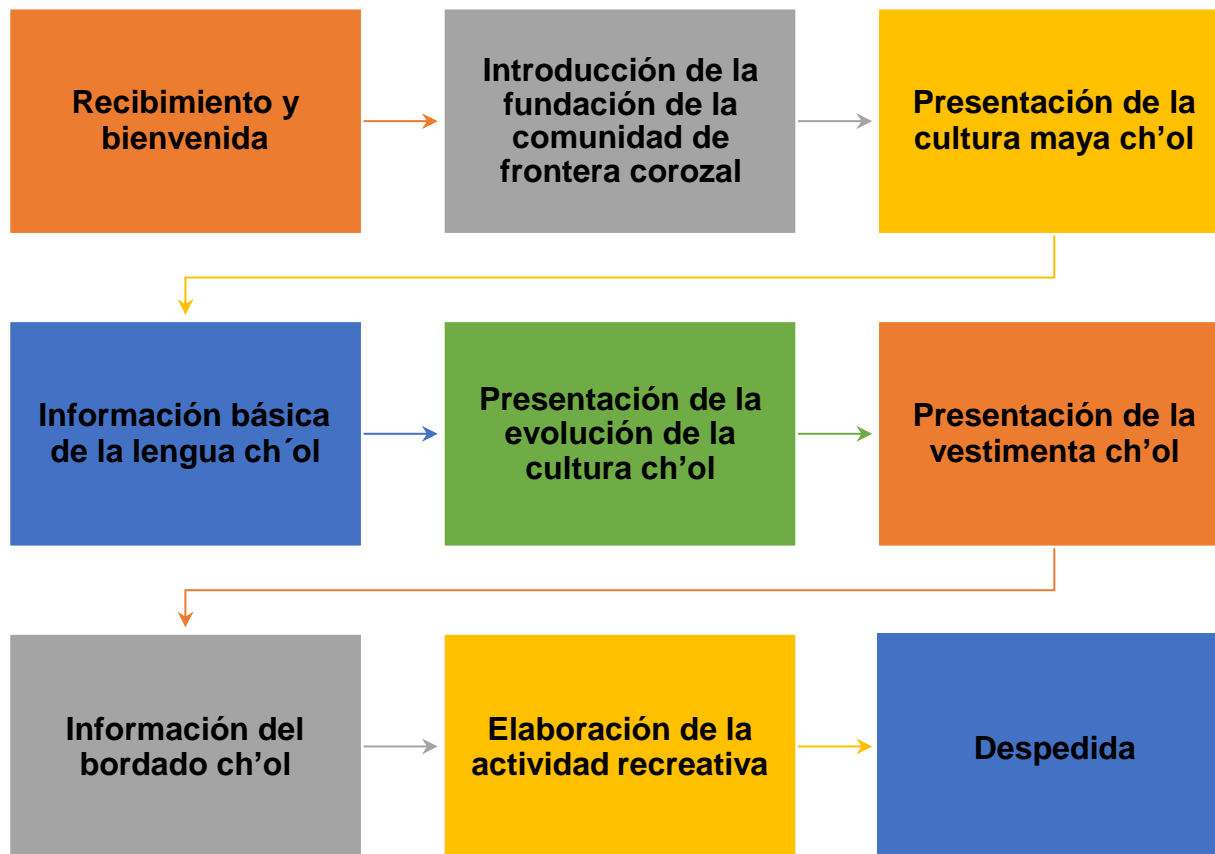 Recibimiento y
bienvenida
Introducción de la
fundación de la
comunidad de
frontera corozal
Presentación de la
cultura maya ch’ol
Información básica
de la lengua ch´ol
Presentación de la
evolución de la
cultura ch’ol
Presentación de la
vestimenta ch’ol
Información del
bordado ch’ol
Elaboración de la
actividad recreativa
Despedida